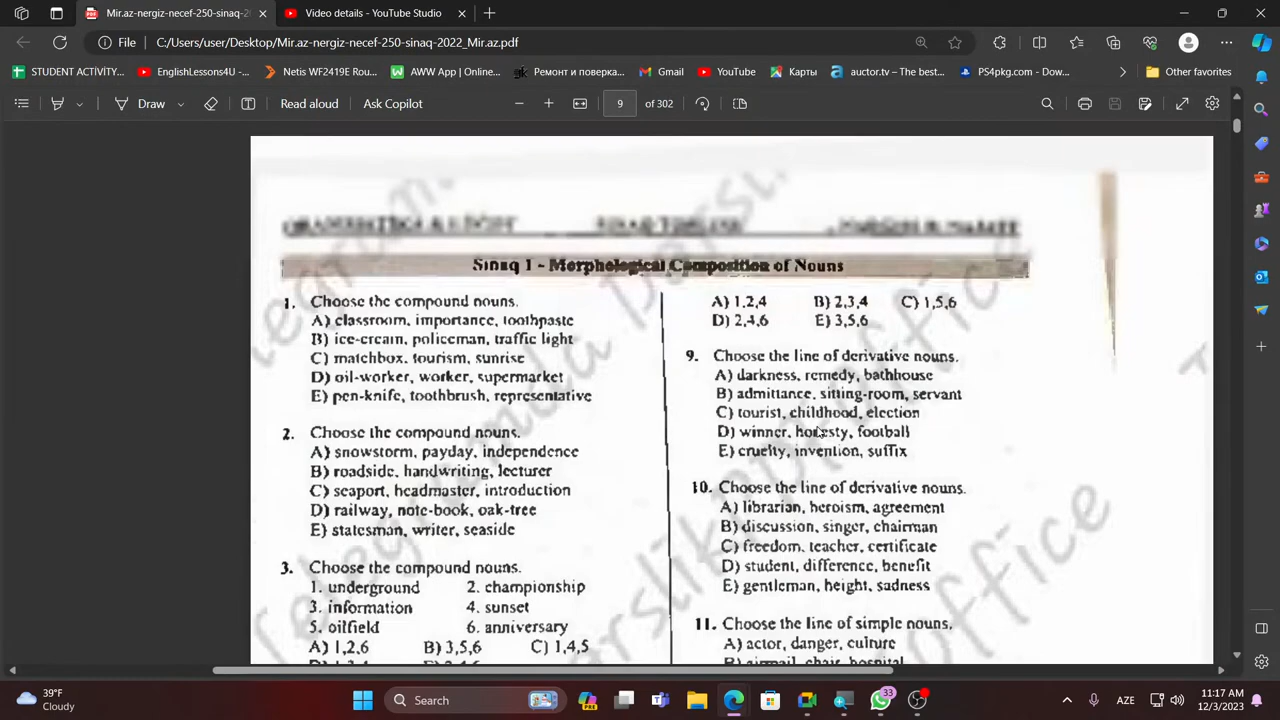 Mir.az-nergiz-necef-250-sinaq-2
Video details - YouTube Studio
File
C:/Users/user/Desktop/Mir.az-nergiz-necef-250-sinaq-2022_Mir.az.pdf
STUDENT ACTİVİTY...
EnglishLessons4U -...
Netis WF2419E Rou...
AWW App | Online...
Ремонт и поверка...
Gmail
YouTube
Карты
auctor.tv – The best...
PS4pkg.com - Dow...
Other favorites
Draw
Read aloud
Ask Copilot
9 of 302
Sınaq 1 - Morphological Composition of Nouns
1. Choose the compound nouns.
A) classroom, importance, toothpaste
B) ice-cream, policeman, traffic light
C) matchbox, tourism, sunrise
D) oil-worker, worker, supermarket
E) pen-knife, toothbrush, representative
2. Choose the compound nouns.
A) snowstorm, payday, independence
B) roadside, handwriting, lecturer
C) seaport, headmaster, introduction
D) railway, note-book, oak-tree
E) statesman, writer, seaside
3. Choose the compound nouns.
1. underground 2. championship
3. information 4. sunset
5. oilfield 6. anniversary
A) 1,2,6 B) 3,5,6 C) 1,4,5
A) 1,2,4 B) 2,3,4 C) 1,5,6
D) 2,4,6 E) 3,5,6
9. Choose the line of derivative nouns.
A) darkness, remedy, bathhouse
B) admittance, sitting-room, servant
C) tourist, childhood, election
D) winner, honesty, football
E) cruelty, invention, suffix
10. Choose the line of derivative nouns.
A) librarian, heroism, agreement
B) discussion, singer, chairman
C) freedom, teacher, certificate
D) student, difference, benefit
E) gentleman, height, sadness
11. Choose the line of simple nouns.
A) actor, danger, culture
B) airmail, chair, hospital
39°F
Cloudy
Search
33
AZE
11:17 AM
12/3/2023